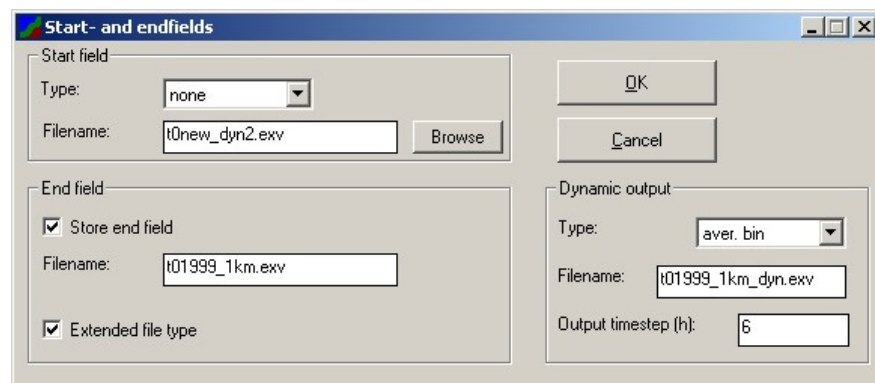 Start- and endfields
Start field
Type: none
Filename: t0new_dyn2.exv Browse
OK
Cancel
End field
Store end field
Filename: t01999_1km.exv
Extended file type
Dynamic output
Type: aver. bin
Filename: t01999_1km_dyn.exv
Output timestep (h): 6